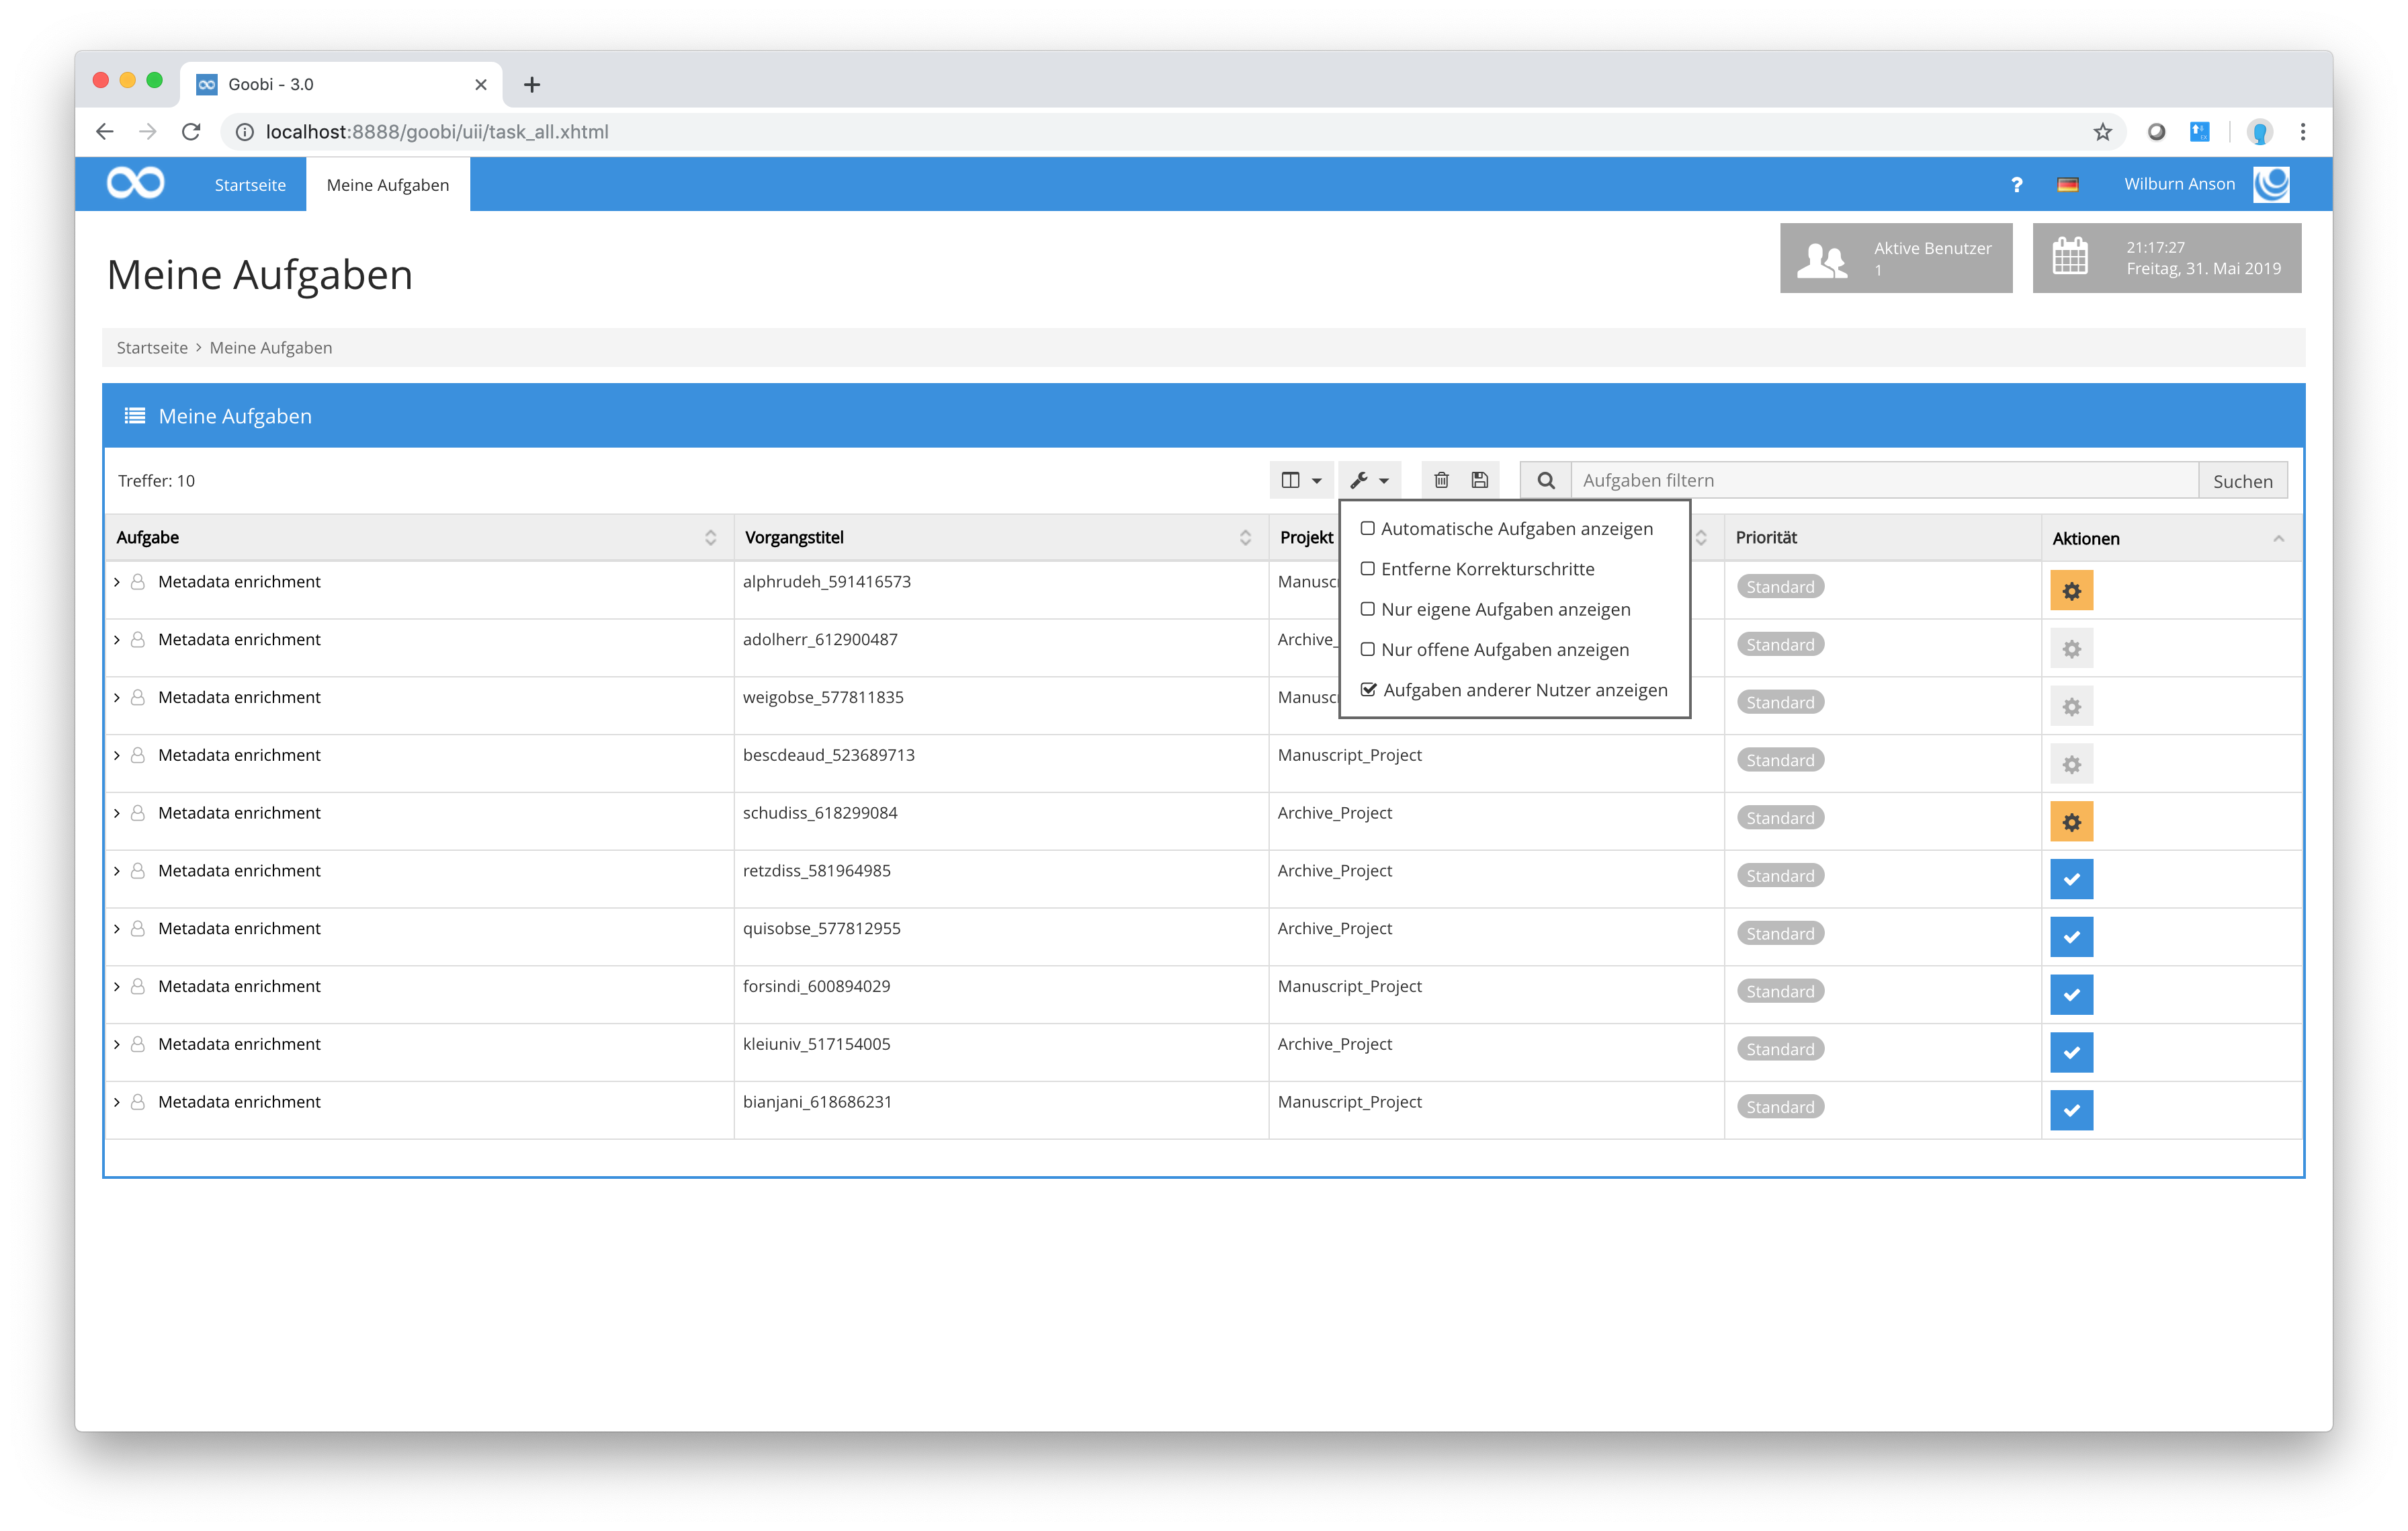 Goobi - 3.0
localhost:8888/goobi/uii/task_all.xhtml
Startseite
Meine Aufgaben
?
Wilburn Anson
Meine Aufgaben
Aktive Benutzer
1
21:17:27
Freitag, 31. Mai 2019
Startseite > Meine Aufgaben
Meine Aufgaben
Treffer: 10
Aufgaben filtern
Suchen
Automatische Aufgaben anzeigen
Entferne Korrekturschritte
Nur eigene Aufgaben anzeigen
Nur offene Aufgaben anzeigen
Aufgaben anderer Nutzer anzeigen
Aufgabe Vorgangstitel Projekt Priorität Aktionen
Metadata enrichment alphrudeh_591416573 Standard
Metadata enrichment adolherr_612900487 Archive_ Standard
Metadata enrichment weigobse_577811835 Standard
Metadata enrichment bescdeaud_523689713 Manuscript_Project Standard
Metadata enrichment schudiss_618299084 Archive_Project Standard
Metadata enrichment retzdiss_581964985 Archive_Project Standard
Metadata enrichment quisobse_577812955 Archive_Project Standard
Metadata enrichment forsindi_600894029 Manuscript_Project Standard
Metadata enrichment kleiuniv_517154005 Archive_Project Standard
Metadata enrichment bianjani_618686231 Manuscript_Project Standard